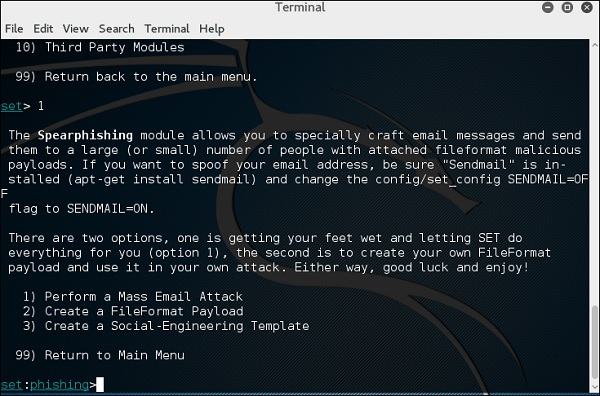 Terminal
File Edit View Search Terminal Help
10) Third Party Modules
99) Return back to the main menu.
set> 1
The Spearphishing module allows you to specially craft email messages and send
them to a large (or small) number of people with attached fileformat malicious
payloads. If you want to spoof your email address, be sure "Sendmail" is in-
stalled (apt-get install sendmail) and change the config/set_config SENDMAIL=OF
F
flag to SENDMAIL=ON.
There are two options, one is getting your feet wet and letting SET do
everything for you (option 1), the second is to create your own FileFormat
payload and use it in your own attack. Either way, good luck and enjoy!
1) Perform a Mass Email Attack
2) Create a FileFormat Payload
3) Create a Social-Engineering Template
99) Return to Main Menu
set:phishing>